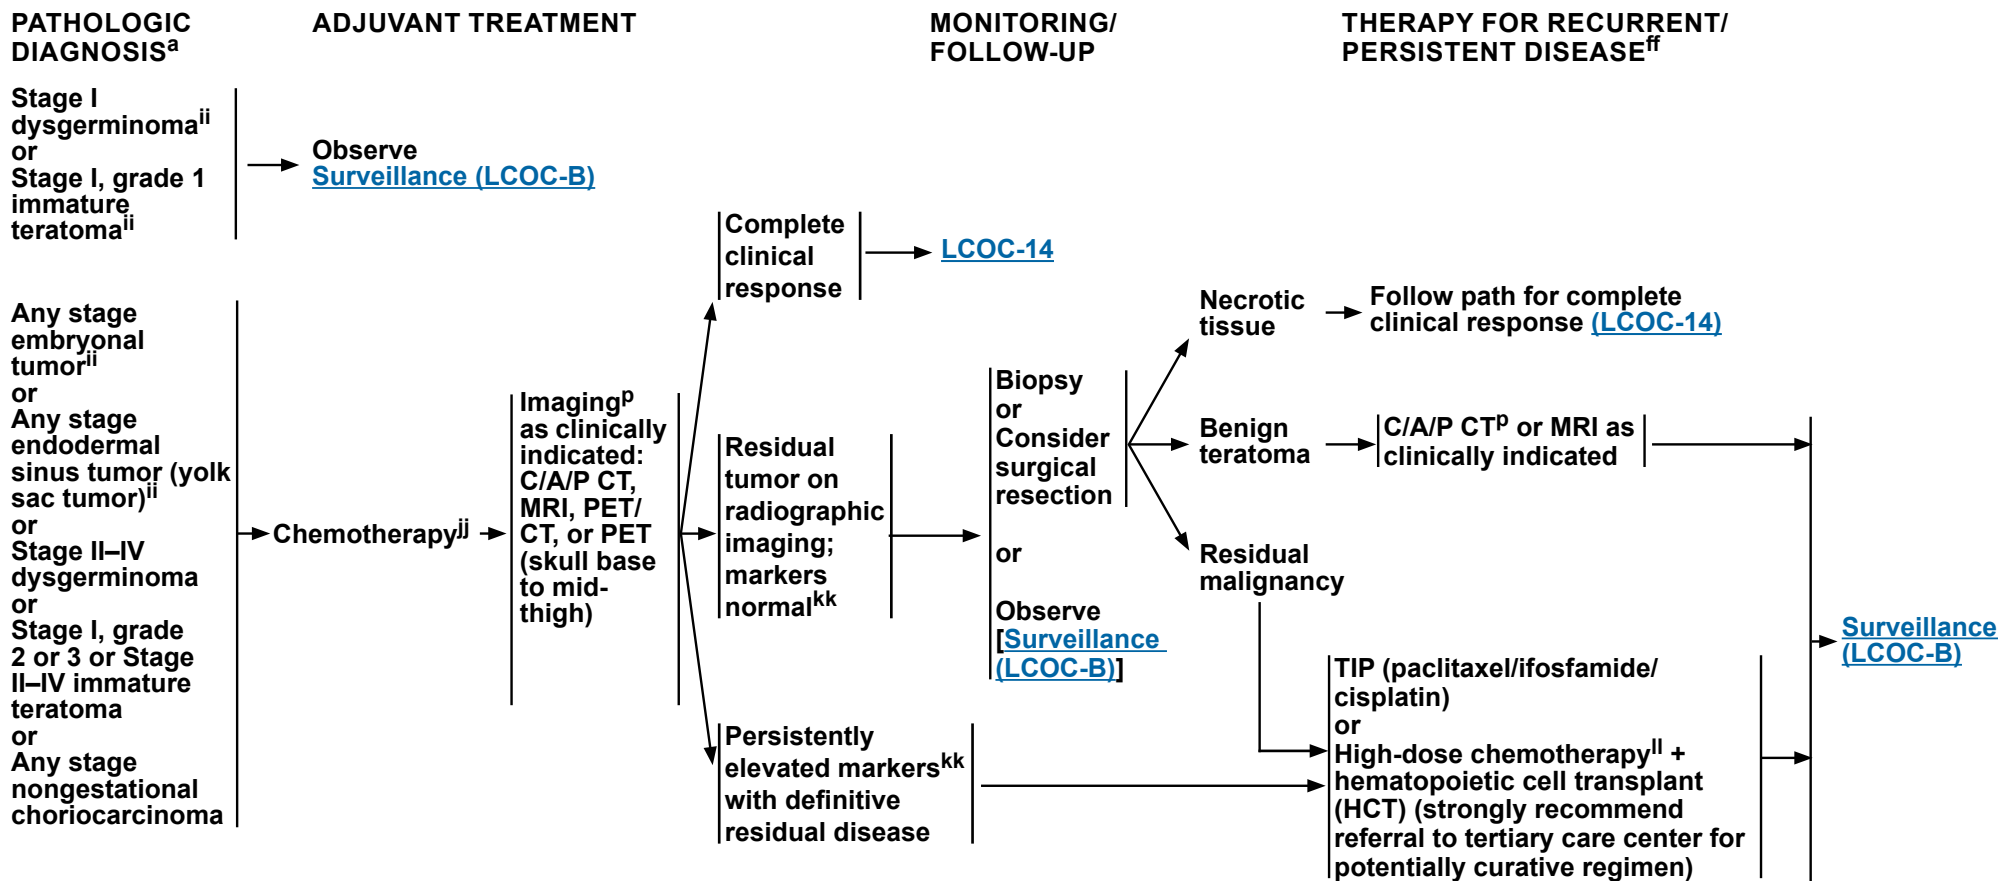 PATHOLOGIC
DIAGNOSISa
ADJUVANT TREATMENT
MONITORING/
FOLLOW-UP
THERAPY FOR RECURRENT/
PERSISTENT DISEASEff
Stage I
dysgerminomaii
or
Stage I, grade 1
immature
teratomaii
Observe
Surveillance (LCOC-B)
Any stage
embryonal
tumorii
or
Any stage
endodermal
sinus tumor (yolk
sac tumor)ii
or
Stage II–IV
dysgerminoma
or
Stage I, grade
2 or 3 or Stage
II–IV immature
teratoma
or
Any stage
nongestational
choriocarcinoma
Chemotherapyjj
Imagingp
as clinically
indicated:
C/A/P CT,
MRI, PET/
CT, or PET
(skull base
to mid-
thigh)
Complete
clinical
response
LCOC-14
Residual
tumor on
radiographic
imaging;
markers
normalkk
Persistently
elevated markerskk
with definitive
residual disease
Biopsy
or
Consider
surgical
resection
or
Observe
[Surveillance
(LCOC-B)]
Necrotic
tissue
Follow path for complete
clinical response (LCOC-14)
Benign
teratoma
C/A/P CTp or MRI as
clinically indicated
Residual
malignancy
TIP (paclitaxel/ifosfamide/
cisplatin)
or
High-dose chemotherapyll +
hematopoietic cell transplant
(HCT) (strongly recommend
referral to tertiary care center for
potentially curative regimen)
Surveillance
(LCOC-B)